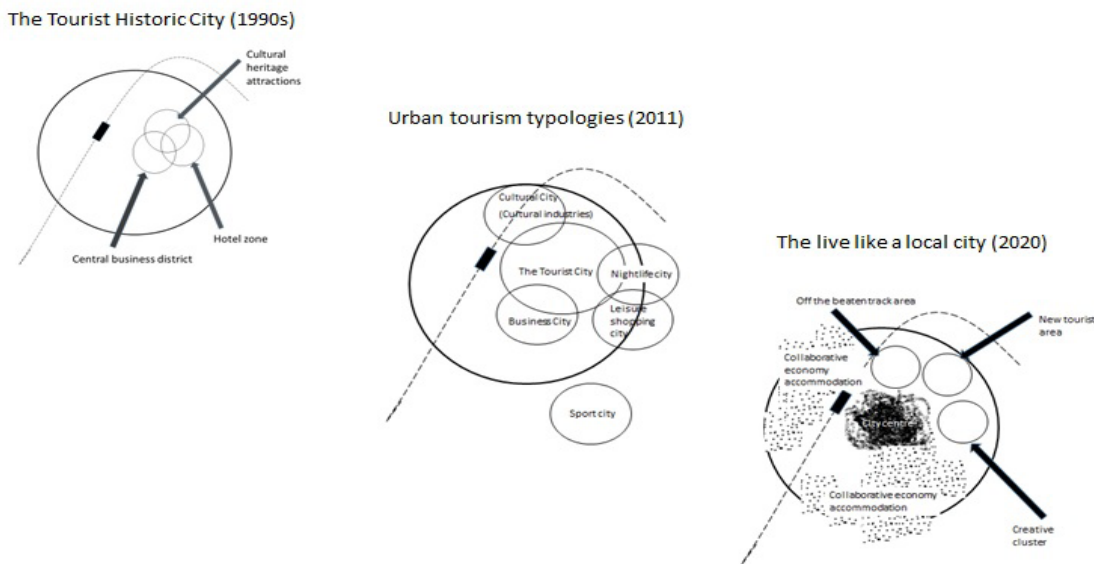 The Tourist Historic City (1990s)
Cultural
heritage
attractions
Hotel zone
Central business district
Urban tourism typologies (2011)
Cultural City
(Cultural industries)
The Tourist City
Nightlife city
Business City
Leisure
shopping
city
Sport city
The live like a local city (2020)
Off the beaten track area
New tourist
area
Collaborative
economy
accommodation
City centre
Collaborative economy
accommodation
Creative
cluster